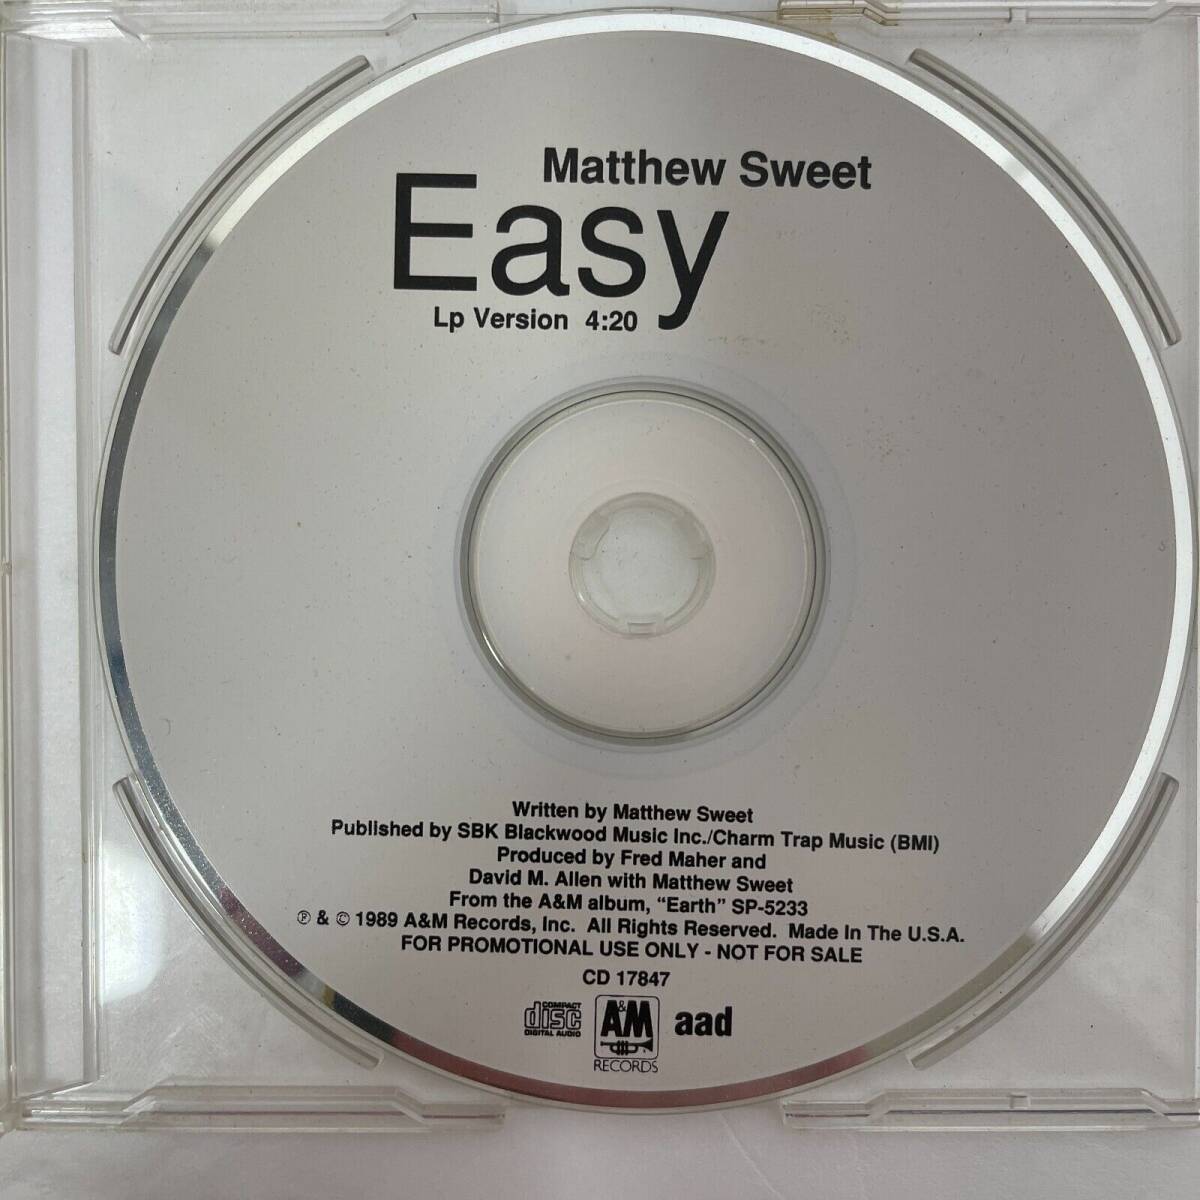 Matthew Sweet
Easy
Lp Version 4:20
Written by Matthew Sweet
Published by SBK Blackwood Music Inc./Charm Trap Music (BMI)
Produced by Fred Maher and
David M. Allen with Matthew Sweet
From the A&M album, “Earth” SP-5233
℗ & © 1989 A&M Records, Inc. All Rights Reserved. Made In The U.S.A.
FOR PROMOTIONAL USE ONLY - NOT FOR SALE
CD 17847
COMPACT
disc
DIGITAL AUDIO
A&M
RECORDS
aad